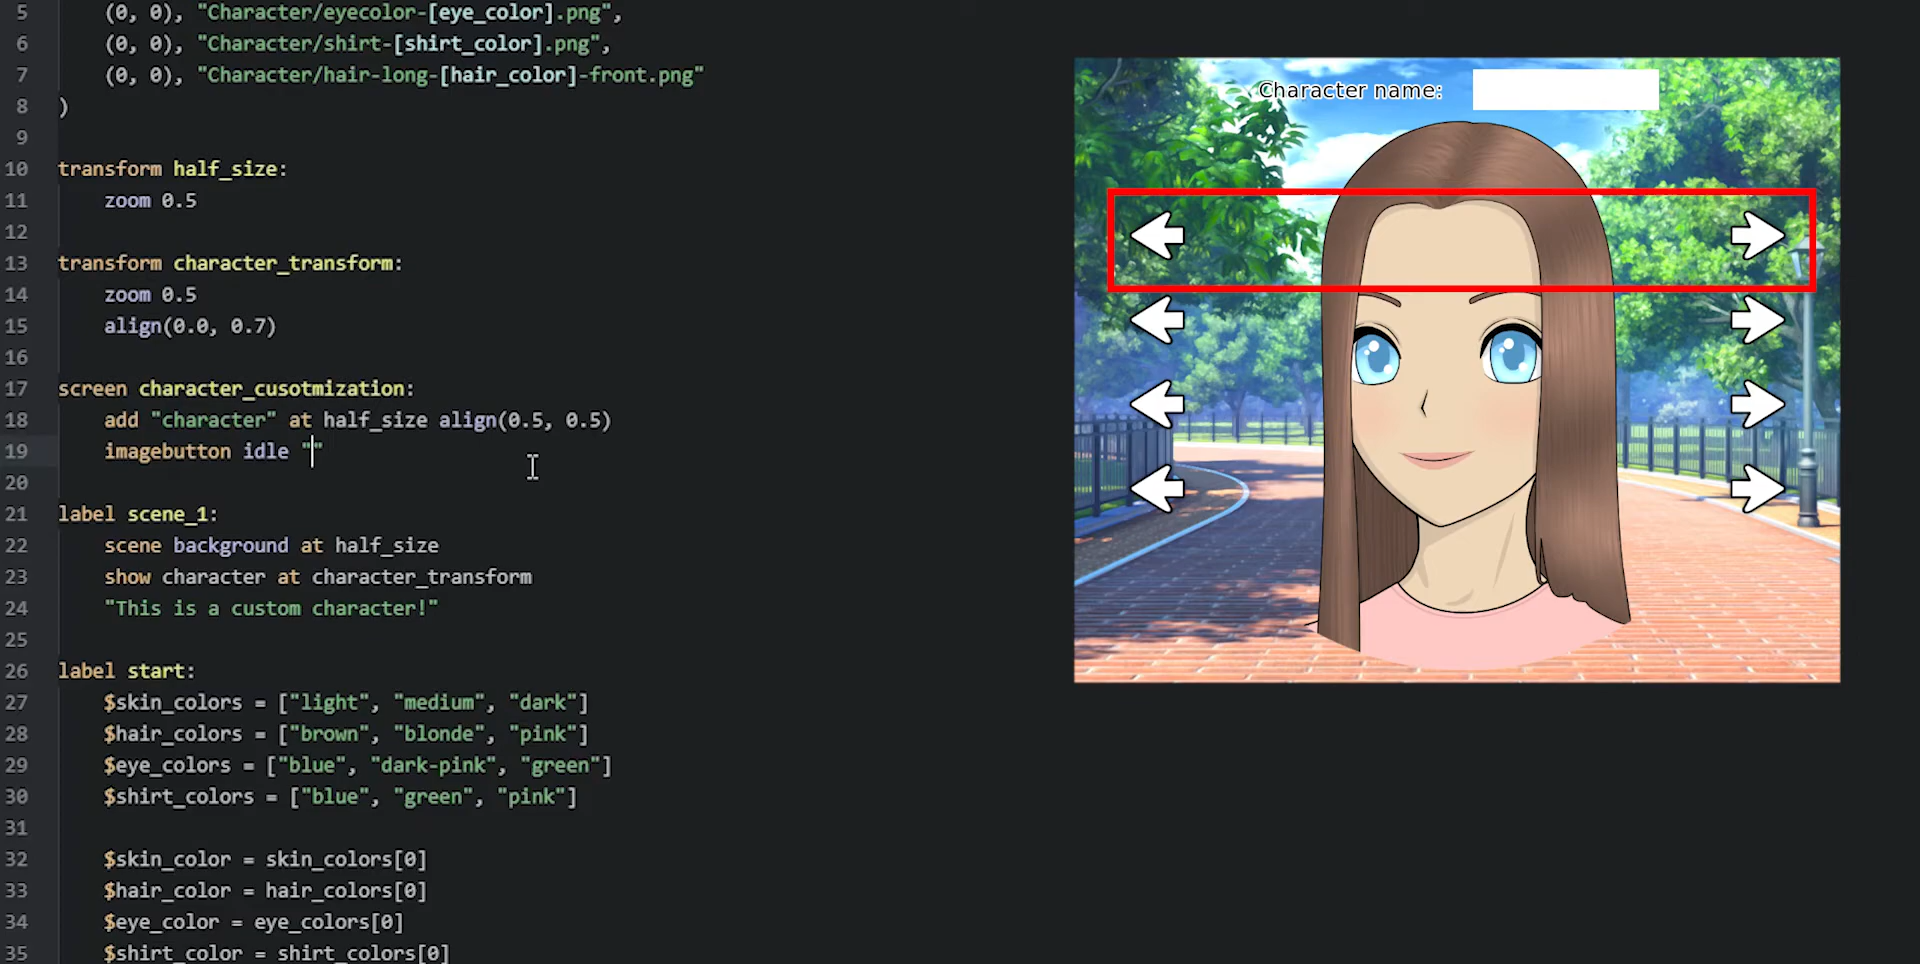 5 (0, 0), "Character/eyecolor-[eye_color].png",
6 (0, 0), "Character/shirt-[shirt_color].png",
7 (0, 0), "Character/hair-long-[hair_color]-front.png"
8 )
9
10 transform half_size:
11 zoom 0.5
12
13 transform character_transform:
14 zoom 0.5
15 align(0.0, 0.7)
16
17 screen character_cusotmization:
18 add "character" at half_size align(0.5, 0.5)
19 imagebutton idle ""
20
21 label scene_1:
22 scene background at half_size
23 show character at character_transform
24 "This is a custom character!"
25
26 label start:
27 $skin_colors = ["light", "medium", "dark"]
28 $hair_colors = ["brown", "blonde", "pink"]
29 $eye_colors = ["blue", "dark-pink", "green"]
30 $shirt_colors = ["blue", "green", "pink"]
31
32 $skin_color = skin_colors[0]
33 $hair_color = hair_colors[0]
34 $eye_color = eye_colors[0]
35 $shirt_color = shirt_colors[0]
Character name: